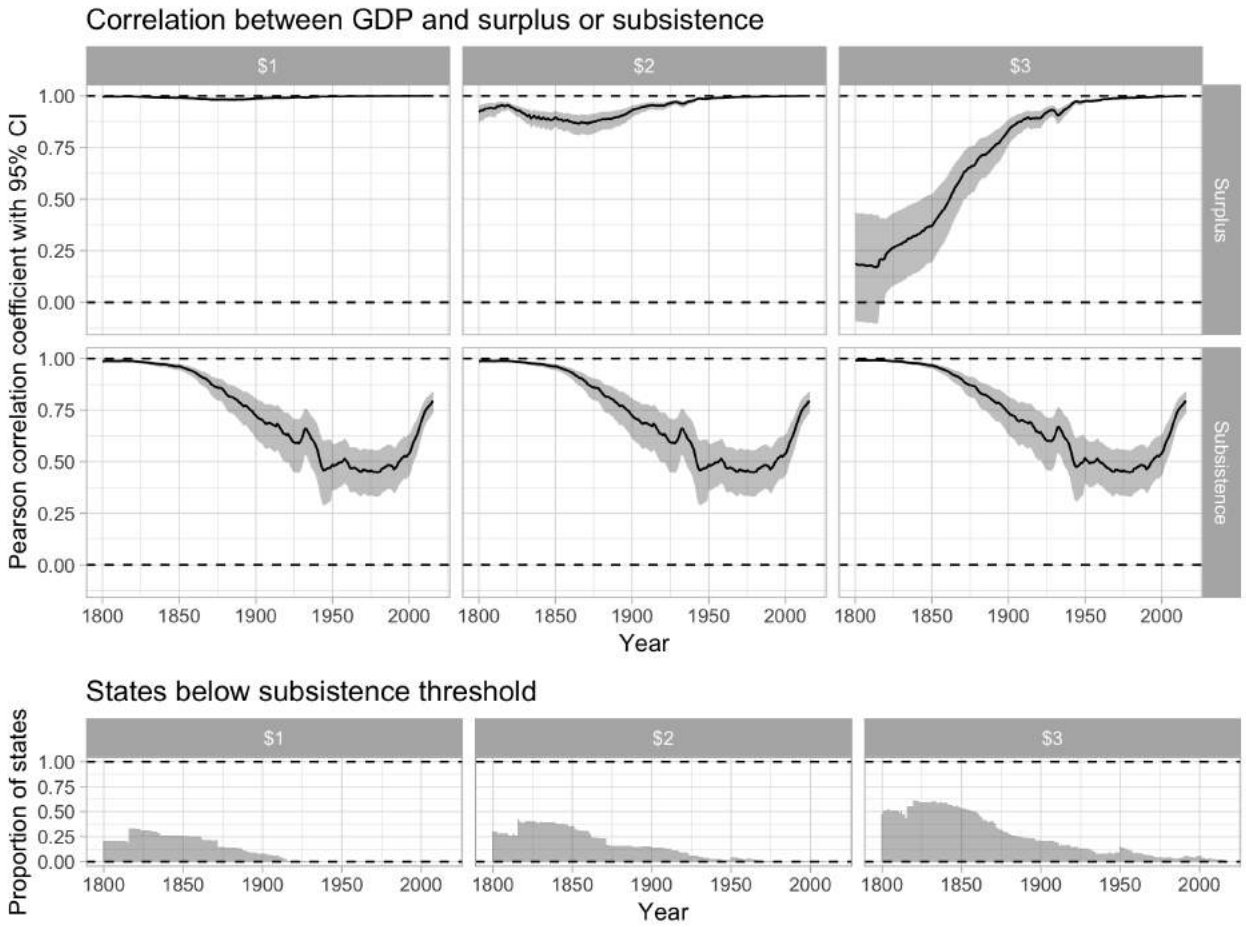 Correlation between GDP and surplus or subsistence
$1 $2 $3
Pearson correlation coefficient with 95% CI
1.00
0.75
0.50
0.25
0.00
Surplus
1.00
0.75
0.50
0.25
0.00
Subsistence
1800 1850 1900 1950 2000 1800 1850 1900 1950 2000 1800 1850 1900 1950 2000
Year
States below subsistence threshold
$1 $2 $3
Proportion of states
1.00
0.75
0.50
0.25
0.00
1800 1850 1900 1950 2000 1800 1850 1900 1950 2000 1800 1850 1900 1950 2000
Year